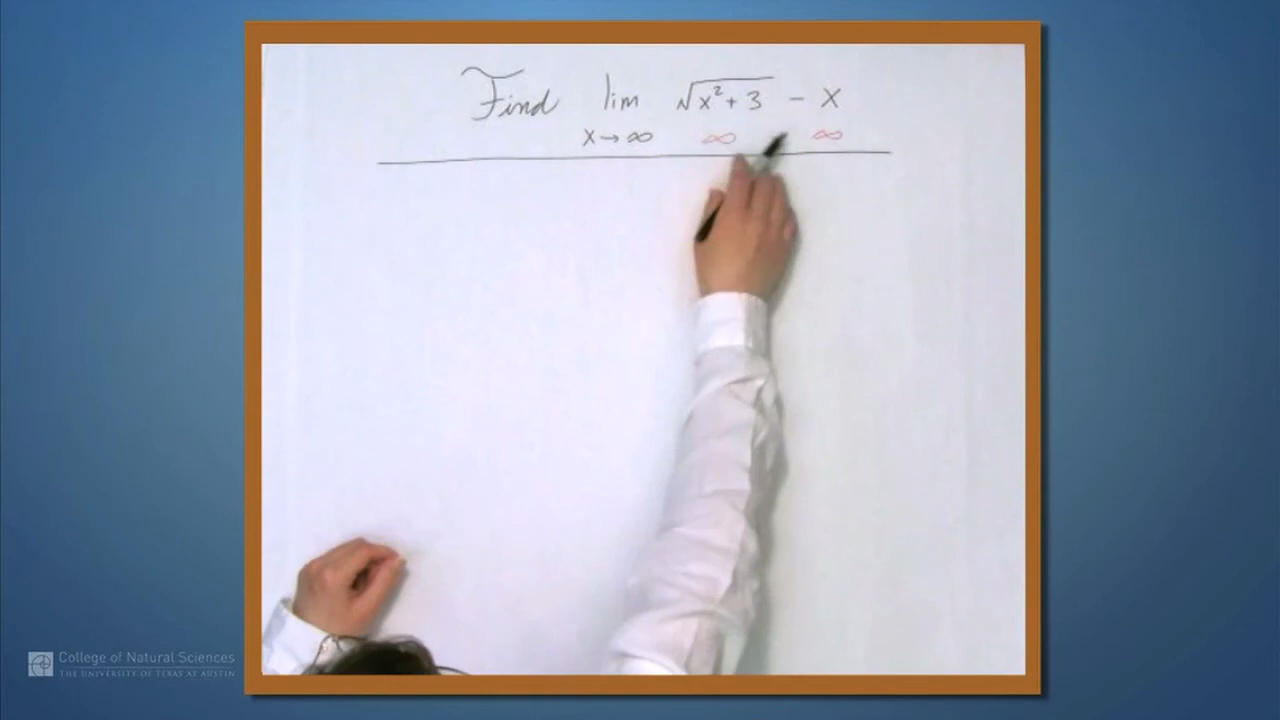 Find lim √x²+3 - x
x→∞ ∞ ∞
College of Natural Sciences
THE UNIVERSITY OF TEXAS AT AUSTIN